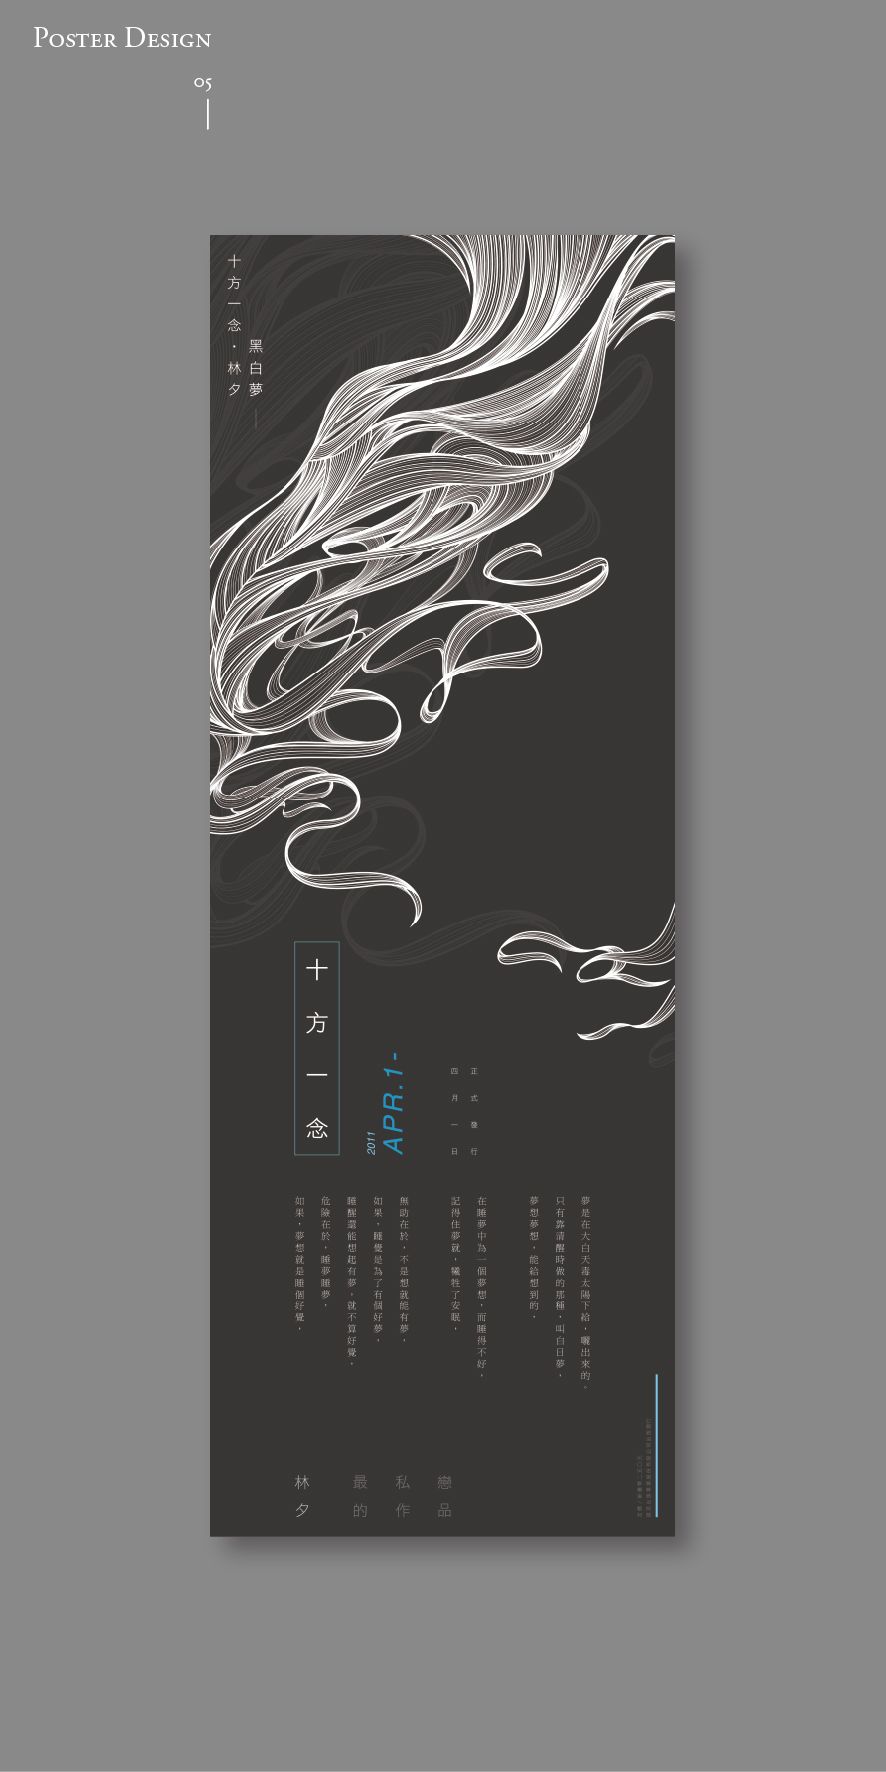 POSTER DESIGN
05
十方一念・林夕
黑白夢
十方一念
2011
APR.1-
正式發行
四月一日
夢是在大白天毒太陽下給，曬出來的。
只有靠清醒時做的那種，叫白日夢，
夢想夢想，能給想到的，
在睡夢中為一個夢想，而睡得不好，
記得住夢就，犧牲了安眠，
無助在於，不是想就能有夢，
如果，睡覺是為了有個好夢，
睡醒還能想起有夢，就不算好覺，
危險在於，睡夢睡夢，
如果，夢想就是睡個好覺，
林夕
最的
私作
戀品